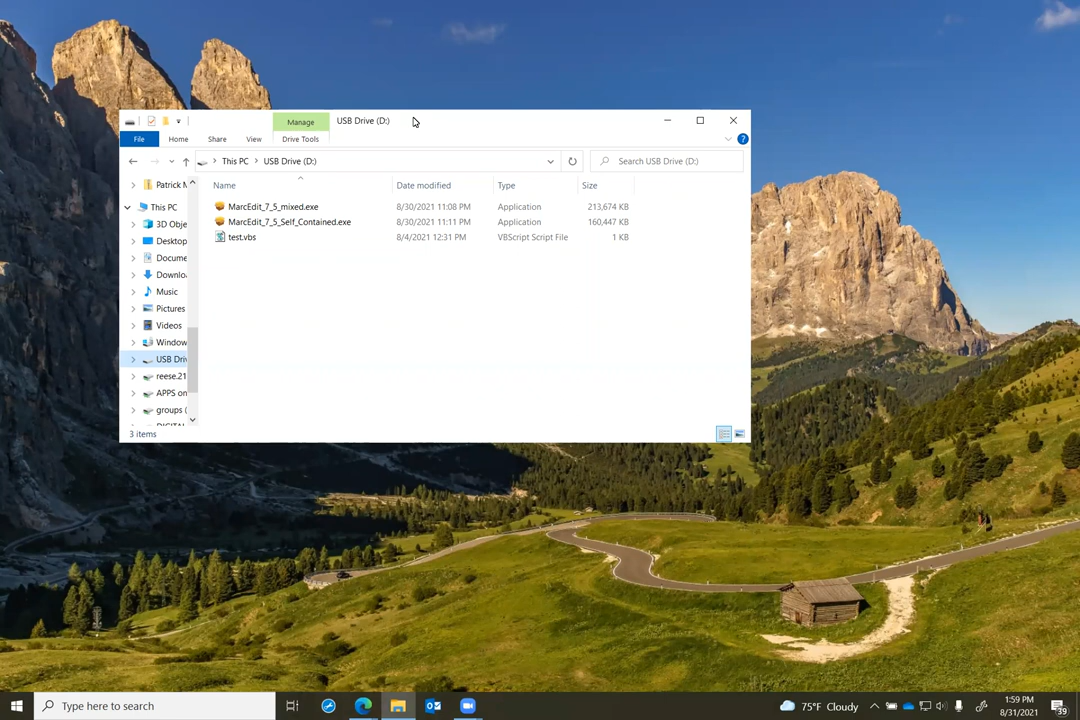 Manage
USB Drive (D:)
File
Home
Share
View
Drive Tools
This PC > USB Drive (D:)
Search USB Drive (D:)
Name
Date modified
Type
Size
MarcEdit_7_5_mixed.exe
8/30/2021 11:08 PM
Application
213,674 KB
MarcEdit_7_5_Self_Contained.exe
8/30/2021 11:11 PM
Application
160,447 KB
test.vbs
8/4/2021 12:31 PM
VBScript Script File
1 KB
Patrick M
This PC
3D Obje
Desktop
Docume
Downlo
Music
Pictures
Videos
Window
USB Driv
reese.21
APPS on
groups (
3 items
Type here to search
75°F Cloudy
1:59 PM
8/31/2021
39